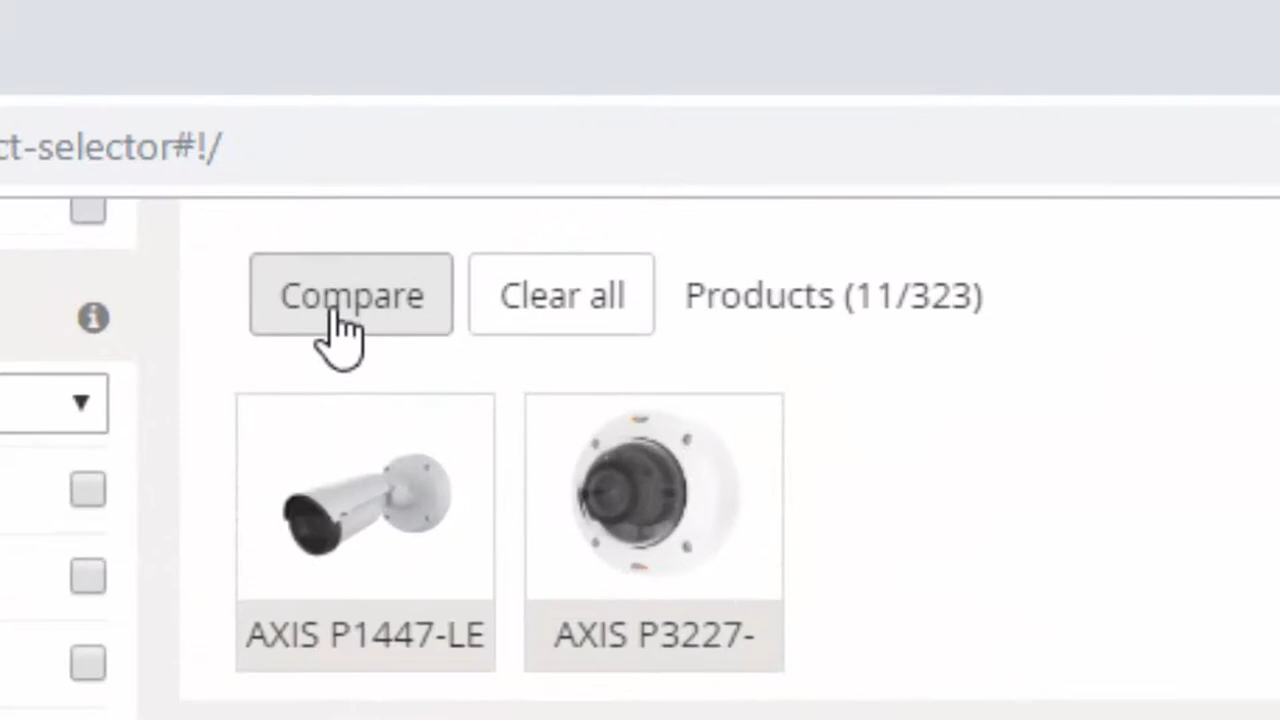 ct-selector#!/
Compare
Clear all
Products (11/323)
AXIS P1447-LE
AXIS P3227-